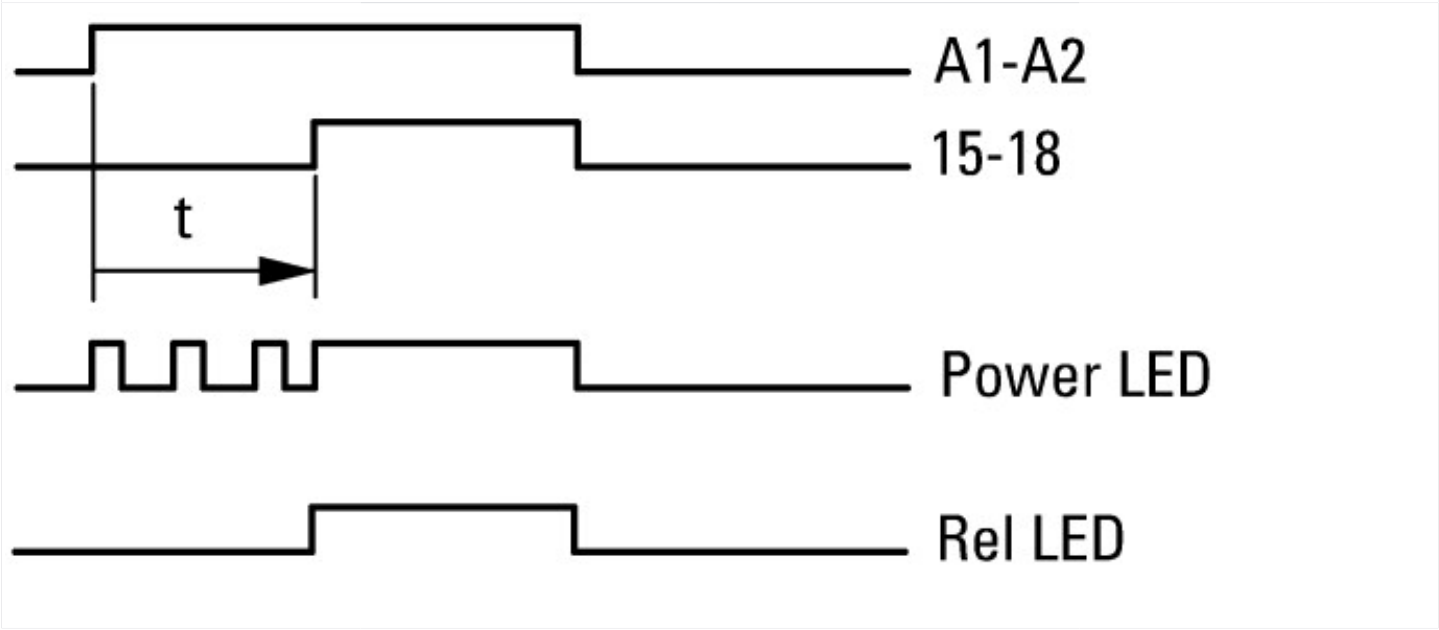 A1-A2
15-18
t
Power LED
Rel LED